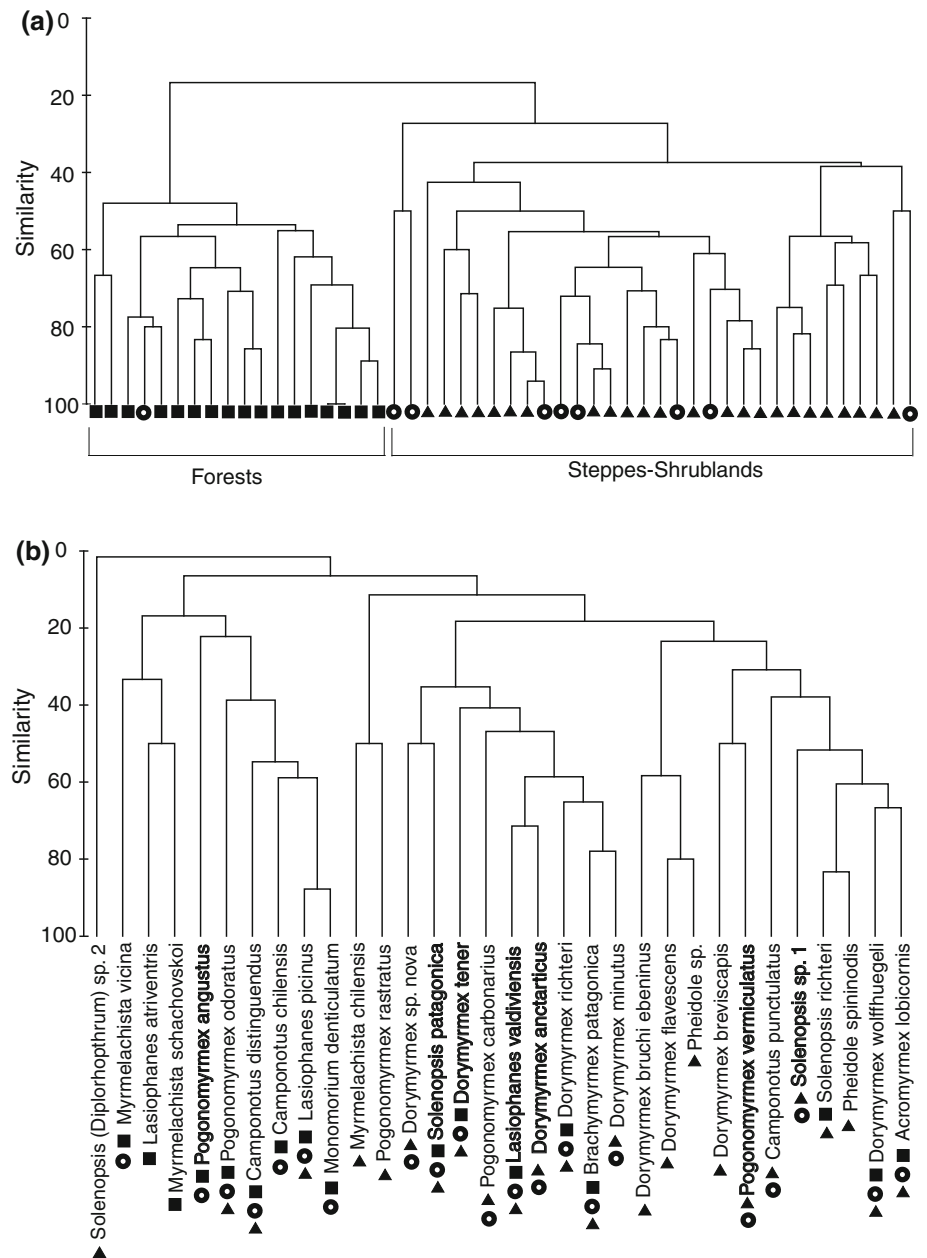 (a)
0
20
40
60
80
100
Similarity
Forests
Steppes-Shrublands
(b)
0
20
40
60
80
100
Similarity
Solenopsis (Diplorhopthrum) sp. 2
Myrmelachista vicina
Lasiophanes atriventris
Myrmelachista schachovskoi
Pogonomyrmex angustus
Pogonomyrmex odoratus
Camponotus distinguendus
Camponotus chilensis
Lasiophanes picinus
Monomorium denticulatum
Myrmelachista chilensis
Pogonomyrmex rastratus
Dorymyrmex sp. nova
Solenopsis patagonica
Dorymyrmex tener
Pogonomyrmex carbonarius
Lasiophanes valdiviensis
Dorymyrmex anctarticus
Dorymyrmex richteri
Brachymyrmex patagonica
Dorymyrmex minutus
Dorymyrmex bruchi ebeninus
Dorymyrmex flavescens
Pheidole sp.
Dorymyrmex breviscapis
Pogonomyrmex vermiculatus
Camponotus punctulatus
Solenopsis sp. 1
Solenopsis richteri
Pheidole spininodis
Dorymyrmex wolffhuegeli
Acromyrmex lobicornis